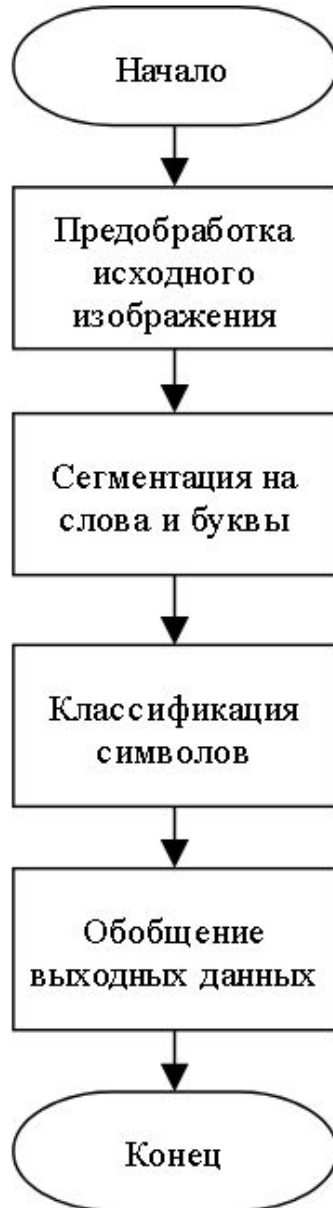 Начало
Предобработка
исходного
изображения
Сегментация на
слова и буквы
Классификация
символов
Обобщение
выходных данных
Конец